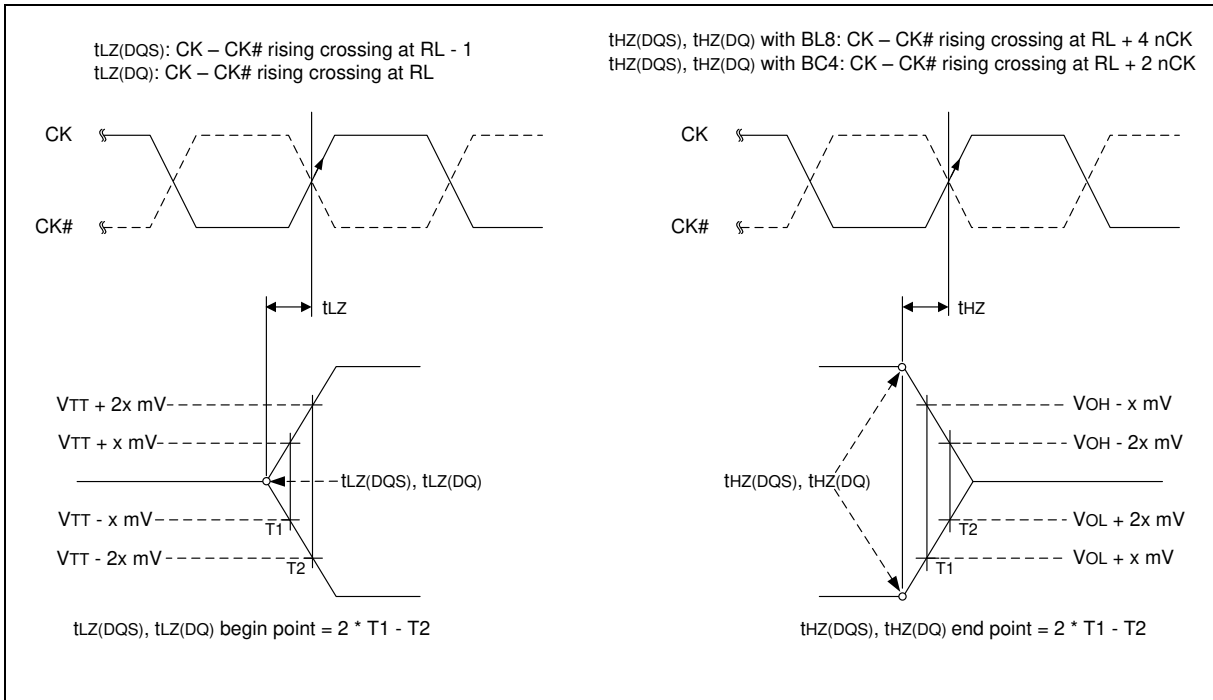 tLZ(DQS): CK – CK# rising crossing at RL - 1
tLZ(DQ): CK – CK# rising crossing at RL
CK
CK#
tLZ
VTT + 2x mV
VTT + x mV
tLZ(DQS), tLZ(DQ)
VTT - x mV
T1
VTT - 2x mV
T2
tLZ(DQS), tLZ(DQ) begin point = 2 * T1 - T2
tHZ(DQS), tHZ(DQ) with BL8: CK – CK# rising crossing at RL + 4 nCK
tHZ(DQS), tHZ(DQ) with BC4: CK – CK# rising crossing at RL + 2 nCK
CK
CK#
tHZ
VOH - x mV
VOH - 2x mV
tHZ(DQS), tHZ(DQ)
VOL + 2x mV
T2
VOL + x mV
T1
tHZ(DQS), tHZ(DQ) end point = 2 * T1 - T2